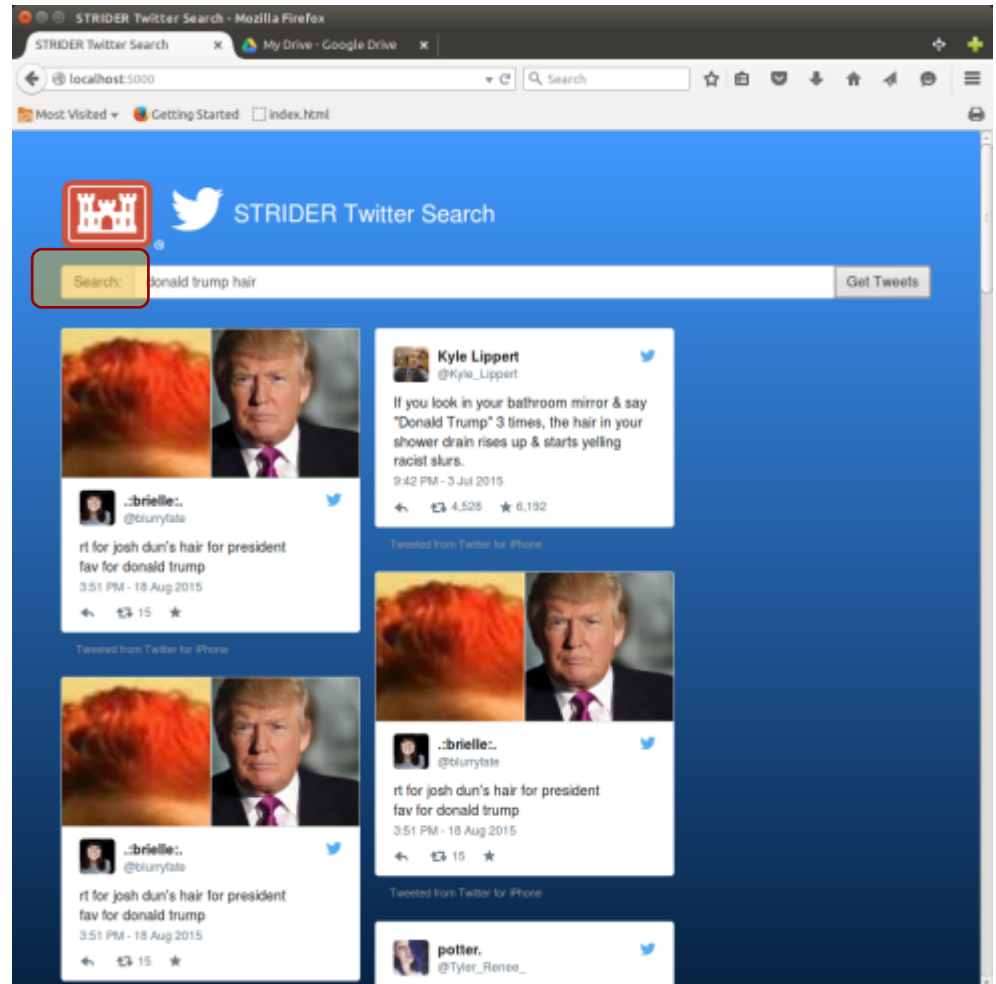 STRIDER Twitter Search - Mozilla Firefox
STRIDER Twitter Search
My Drive - Google Drive
localhost:5000
Search
Most Visited
Getting Started
index.html
STRIDER Twitter Search
Search:
donald trump hair
Get Tweets
.:brielle:.
@blurryfate
rt for josh dun's hair for president
fav for donald trump
3:51 PM - 18 Aug 2015
15
Tweeted from Twitter for iPhone
.:brielle:.
@blurryfate
rt for josh dun's hair for president
fav for donald trump
3:51 PM - 18 Aug 2015
15
Kyle Lippert
@Kyle_Lippert
If you look in your bathroom mirror & say
"Donald Trump" 3 times, the hair in your
shower drain rises up & starts yelling
racist slurs.
9:42 PM - 3 Jul 2015
4,528 6,192
Tweeted from Twitter for iPhone
.:brielle:.
@blurryfate
rt for josh dun's hair for president
fav for donald trump
3:51 PM - 18 Aug 2015
15
Tweeted from Twitter for iPhone
potter.
@Tyler_Renee_